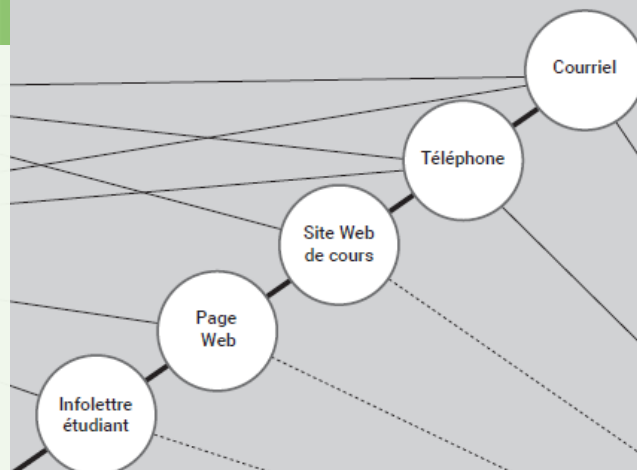 Courriel
Téléphone
Site Web
de cours
Page
Web
Infolettre
étudiant